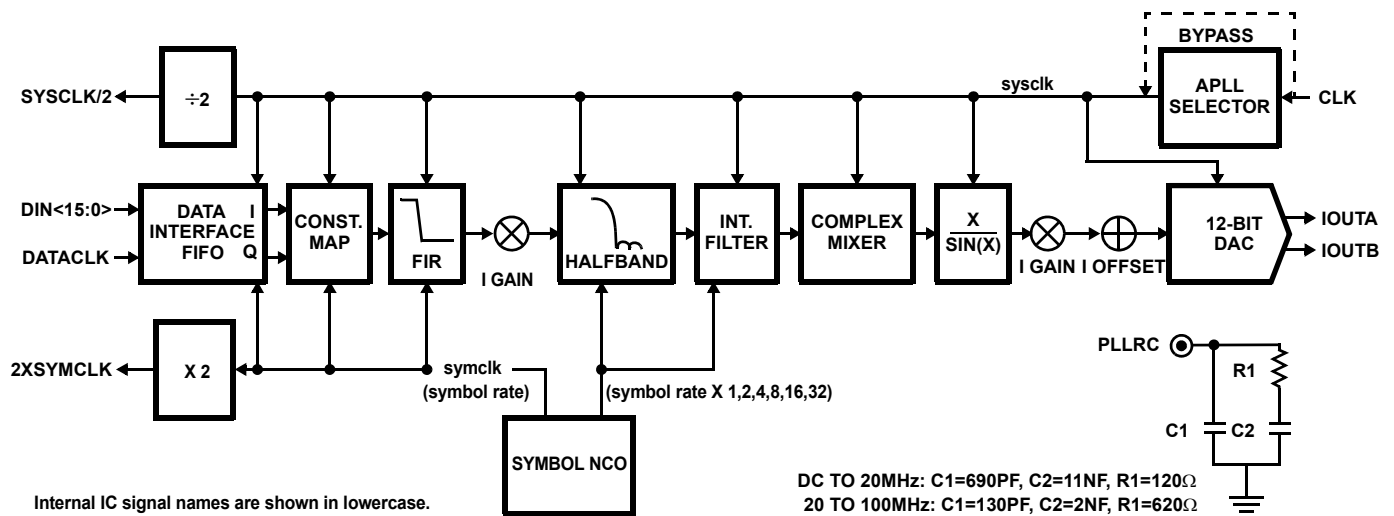 BYPASS
SYSCLK/2
÷2
sysclk
APLL
SELECTOR
CLK
DIN<15:0>
DATACLK
DATA
INTERFACE
FIFO
I
Q
CONST.
MAP
FIR
I GAIN
HALFBAND
INT.
FILTER
COMPLEX
MIXER
X
SIN(X)
I GAIN
I OFFSET
12-BIT
DAC
IOUTA
IOUTB
2XSYMCLK
X 2
symclk
(symbol rate)
(symbol rate X 1,2,4,8,16,32)
SYMBOL NCO
PLLRC
R1
C1
C2
Internal IC signal names are shown in lowercase.
DC TO 20MHz: C1=690PF, C2=11NF, R1=120Ω
20 TO 100MHz: C1=130PF, C2=2NF, R1=620Ω